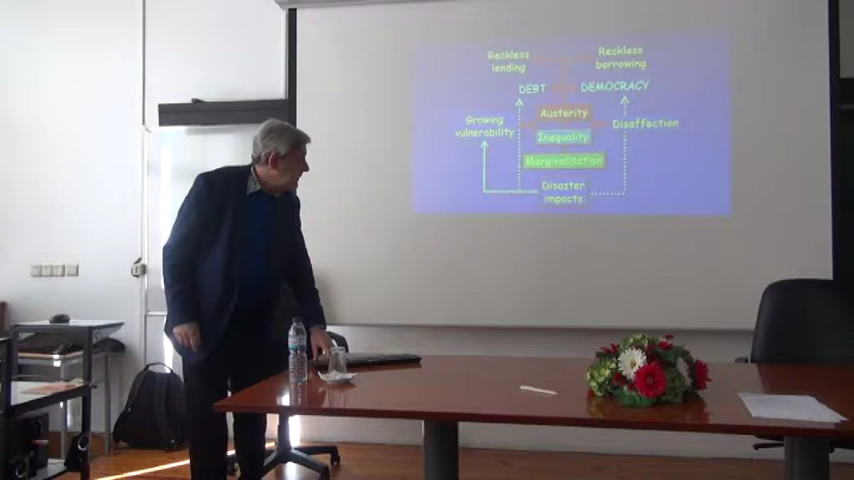 Reckless
lending
Reckless
borrowing
DEBT
DEMOCRACY
Austerity
Growing
vulnerability
Disaffection
Inequality
Marginalisation
Disaster
impacts